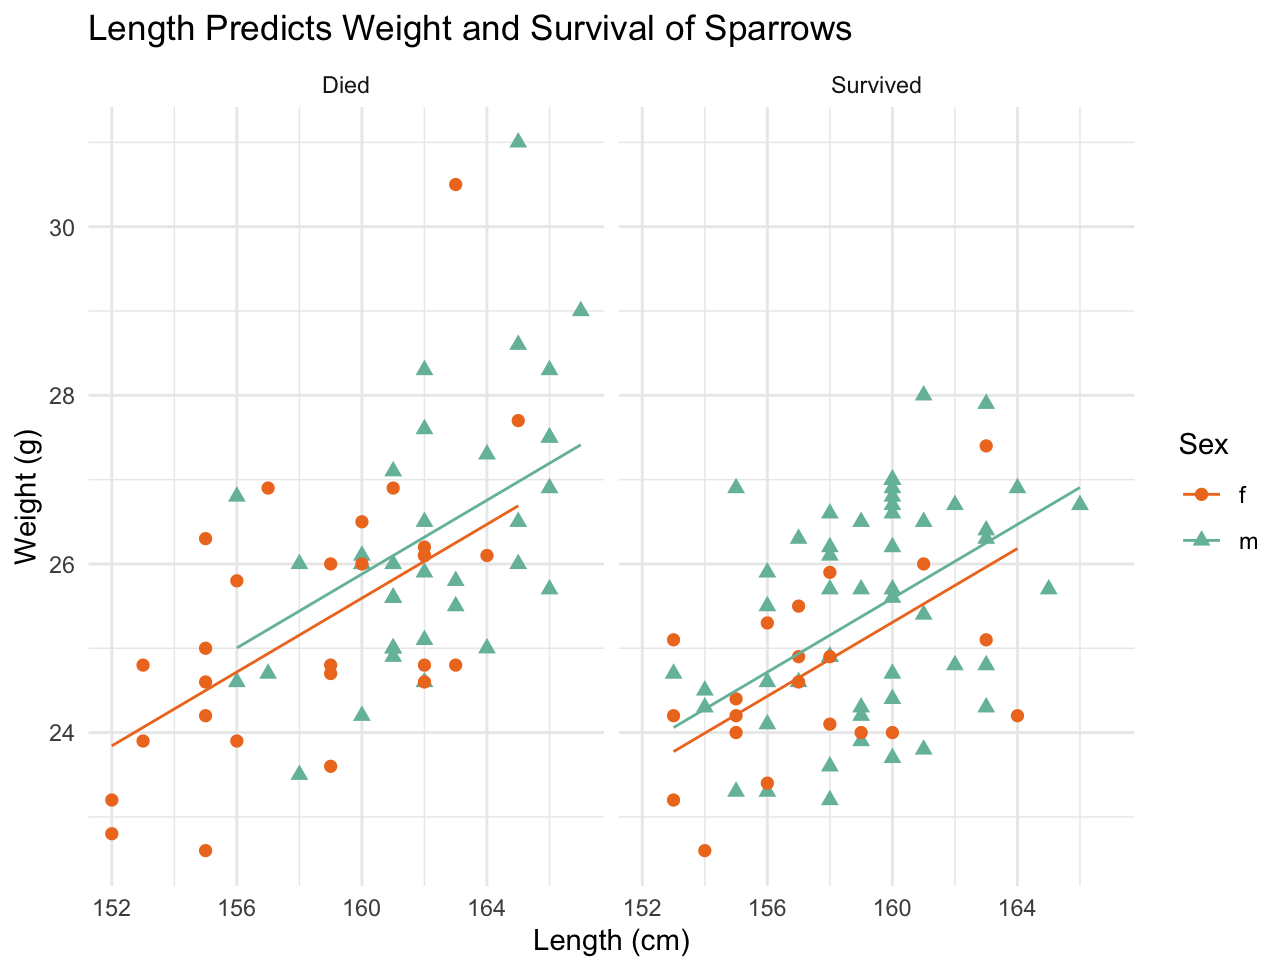 Length Predicts Weight and Survival of Sparrows
Died
Survived
Weight (g)
30
28
26
24
152 156 160 164
152 156 160 164
Length (cm)
Sex
f
m